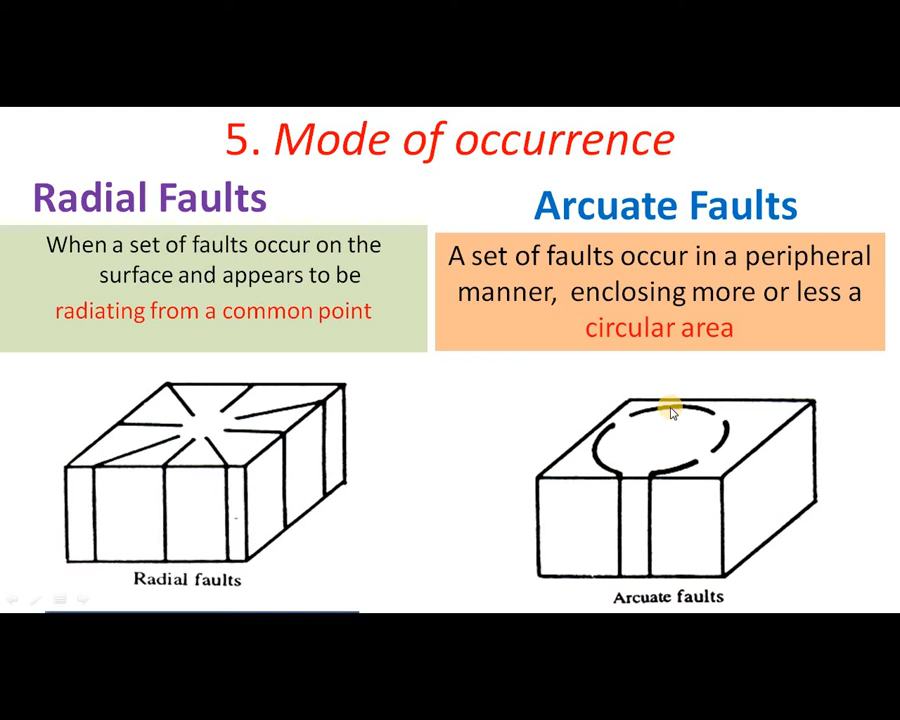 5. Mode of occurrence
Radial Faults
When a set of faults occur on the
surface and appears to be
radiating from a common point
Radial faults
Arcuate Faults
A set of faults occur in a peripheral
manner, enclosing more or less a
circular area
Arcuate faults